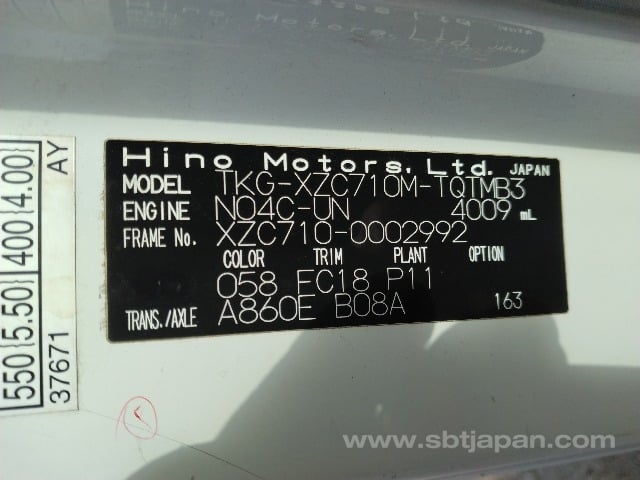 Hino Motors, Ltd. JAPAN
MODEL TKG-XZC710M-TQTMB3
ENGINE N04C-UN 4009 mL
FRAME No. XZC710-0002992
COLOR TRIM PLANT OPTION
058 FC18 P11
TRANS./AXLE A860E B08A 163
550 5.50 400 4.00
37671 AY
www.sbtjapan.com